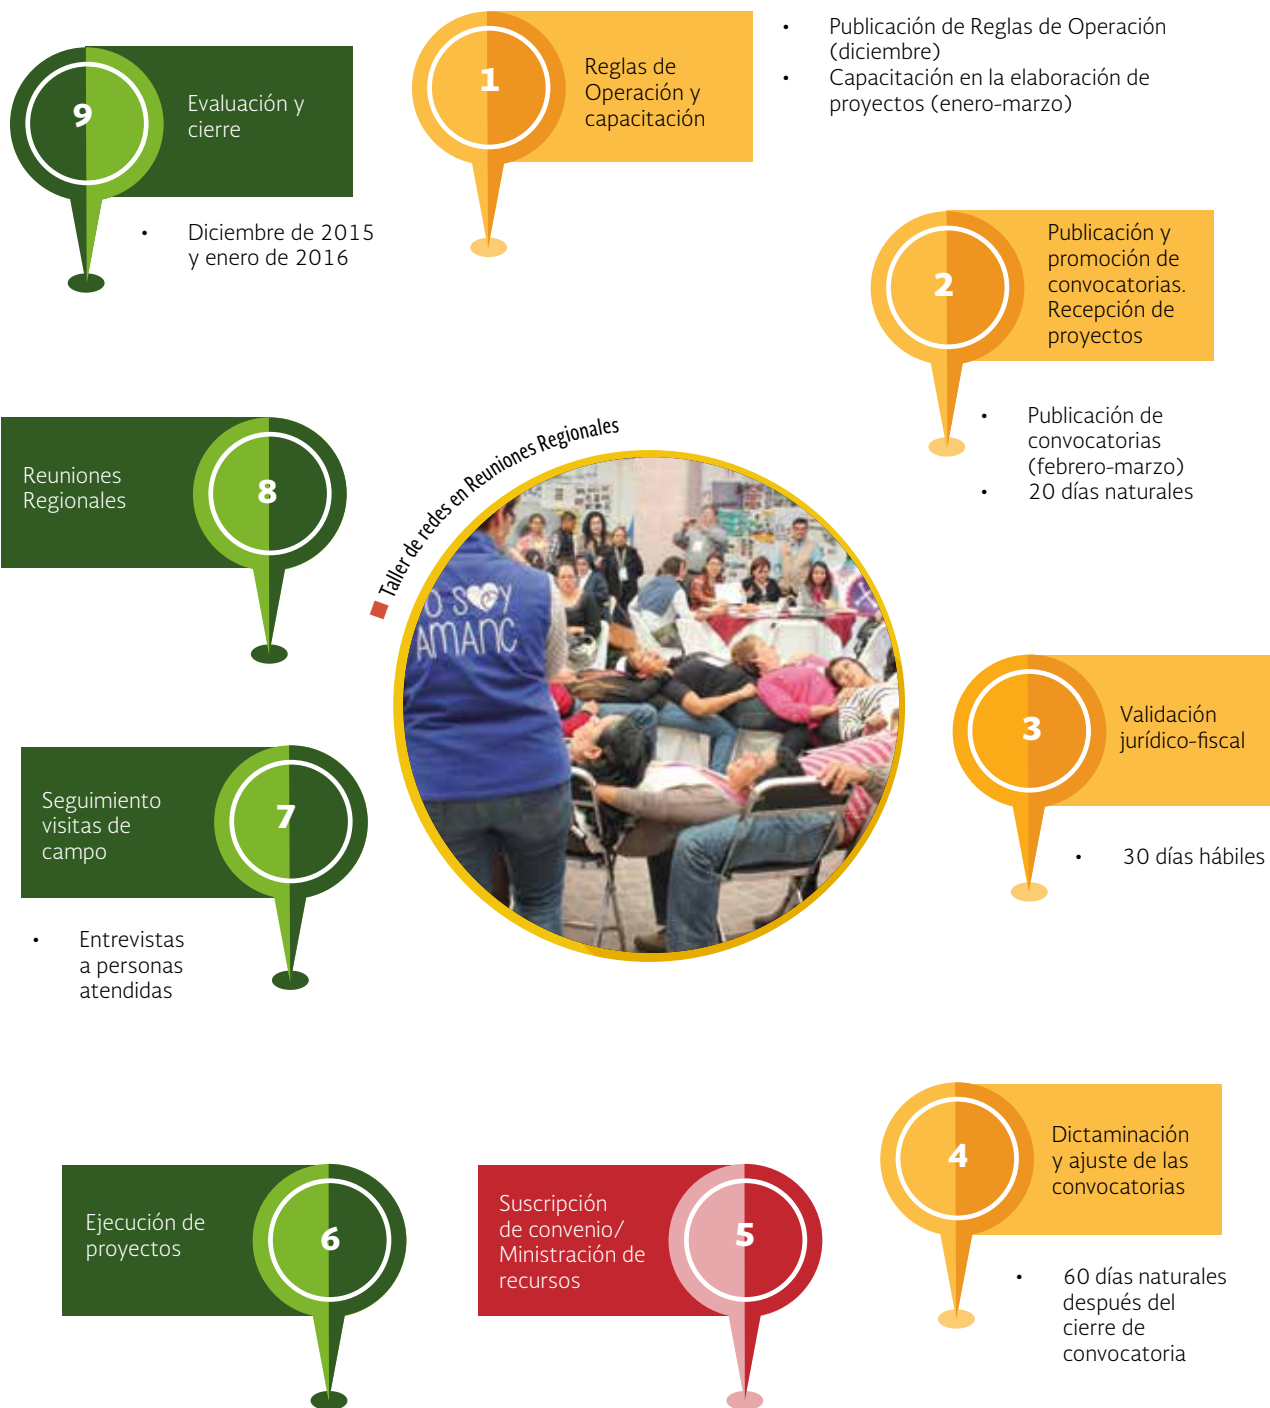 1
Reglas de
Operación y
capacitación
• Publicación de Reglas de Operación
(diciembre)
• Capacitación en la elaboración de
proyectos (enero-marzo)
2
Publicación y
promoción de
convocatorias.
Recepción de
proyectos
• Publicación de
convocatorias
(febrero-marzo)
• 20 días naturales
3
Validación
jurídico-fiscal
• 30 días hábiles
4
Dictaminación
y ajuste de las
convocatorias
• 60 días naturales
después del
cierre de
convocatoria
5
Suscripción
de convenio/
Ministración de
recursos
6
Ejecución de
proyectos
7
Seguimiento
visitas de
campo
• Entrevistas
a personas
atendidas
8
Reuniones
Regionales
9
Evaluación y
cierre
• Diciembre de 2015
y enero de 2016
Taller de redes en Reuniones Regionales
O SOY
AMANC